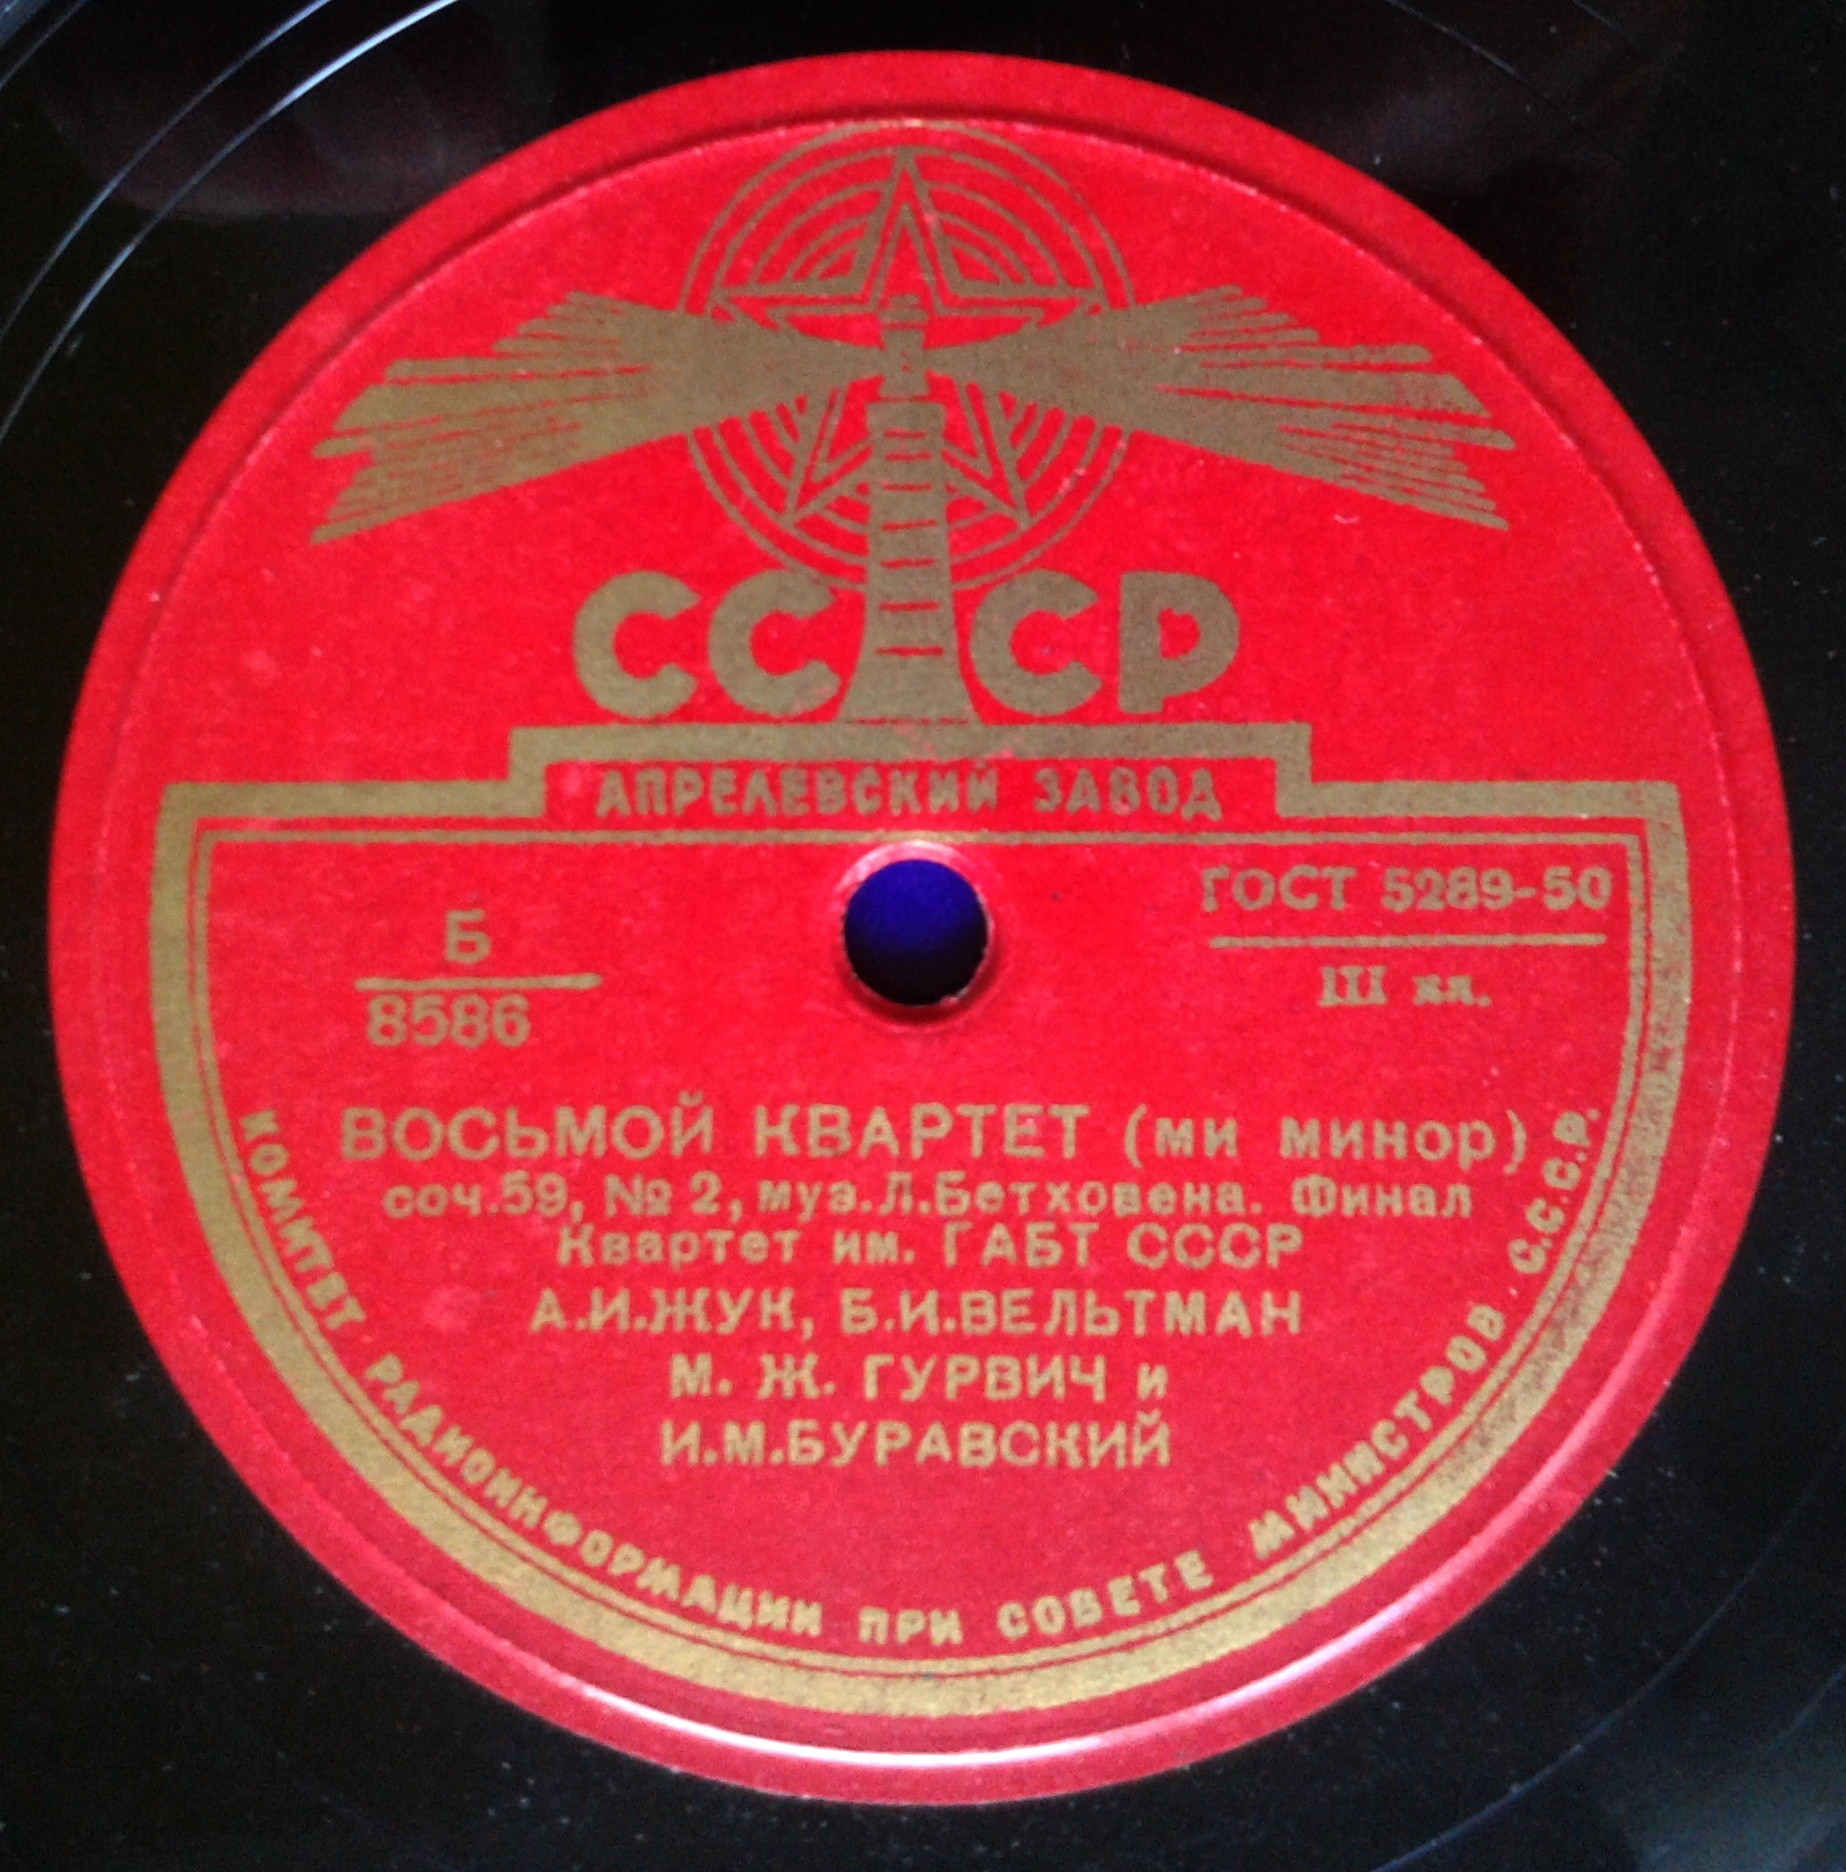 СССР
АПРЕЛЕВСКИЙ ЗАВОД
ГОСТ 5289-50
III кл.
Б
8586
ВОСЬМОЙ КВАРТЕТ (ми минор)
соч.59, № 2, муз.Л.Бетховена. Финал
Квартет им. ГАБТ СССР
А.И.ЖУК, Б.И.ВЕЛЬТМАН
М. Ж. ГУРВИЧ и
И.М.БУРАВСКИЙ
КОМИТЕТ РАДИОИНФОРМАЦИИ ПРИ СОВЕТЕ МИНИСТРОВ С.С.С.Р.